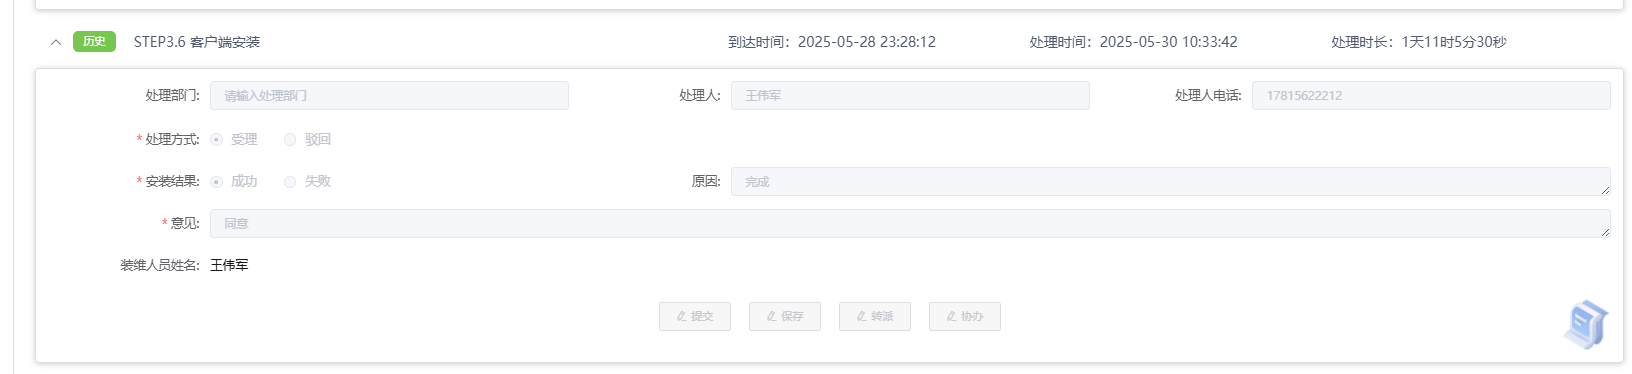 历史 STEP3.6 客户端安装 到达时间：2025-05-28 23:28:12 处理时间：2025-05-30 10:33:42 处理时长：1天11时5分30秒
处理部门: 请输入处理部门 处理人: 王伟军 处理人电话: 17815622212
* 处理方式: 受理 驳回
* 安装结果: 成功 失败 原因: 完成
* 意见: 同意
装维人员姓名: 王伟军
提交 保存 转派 协办